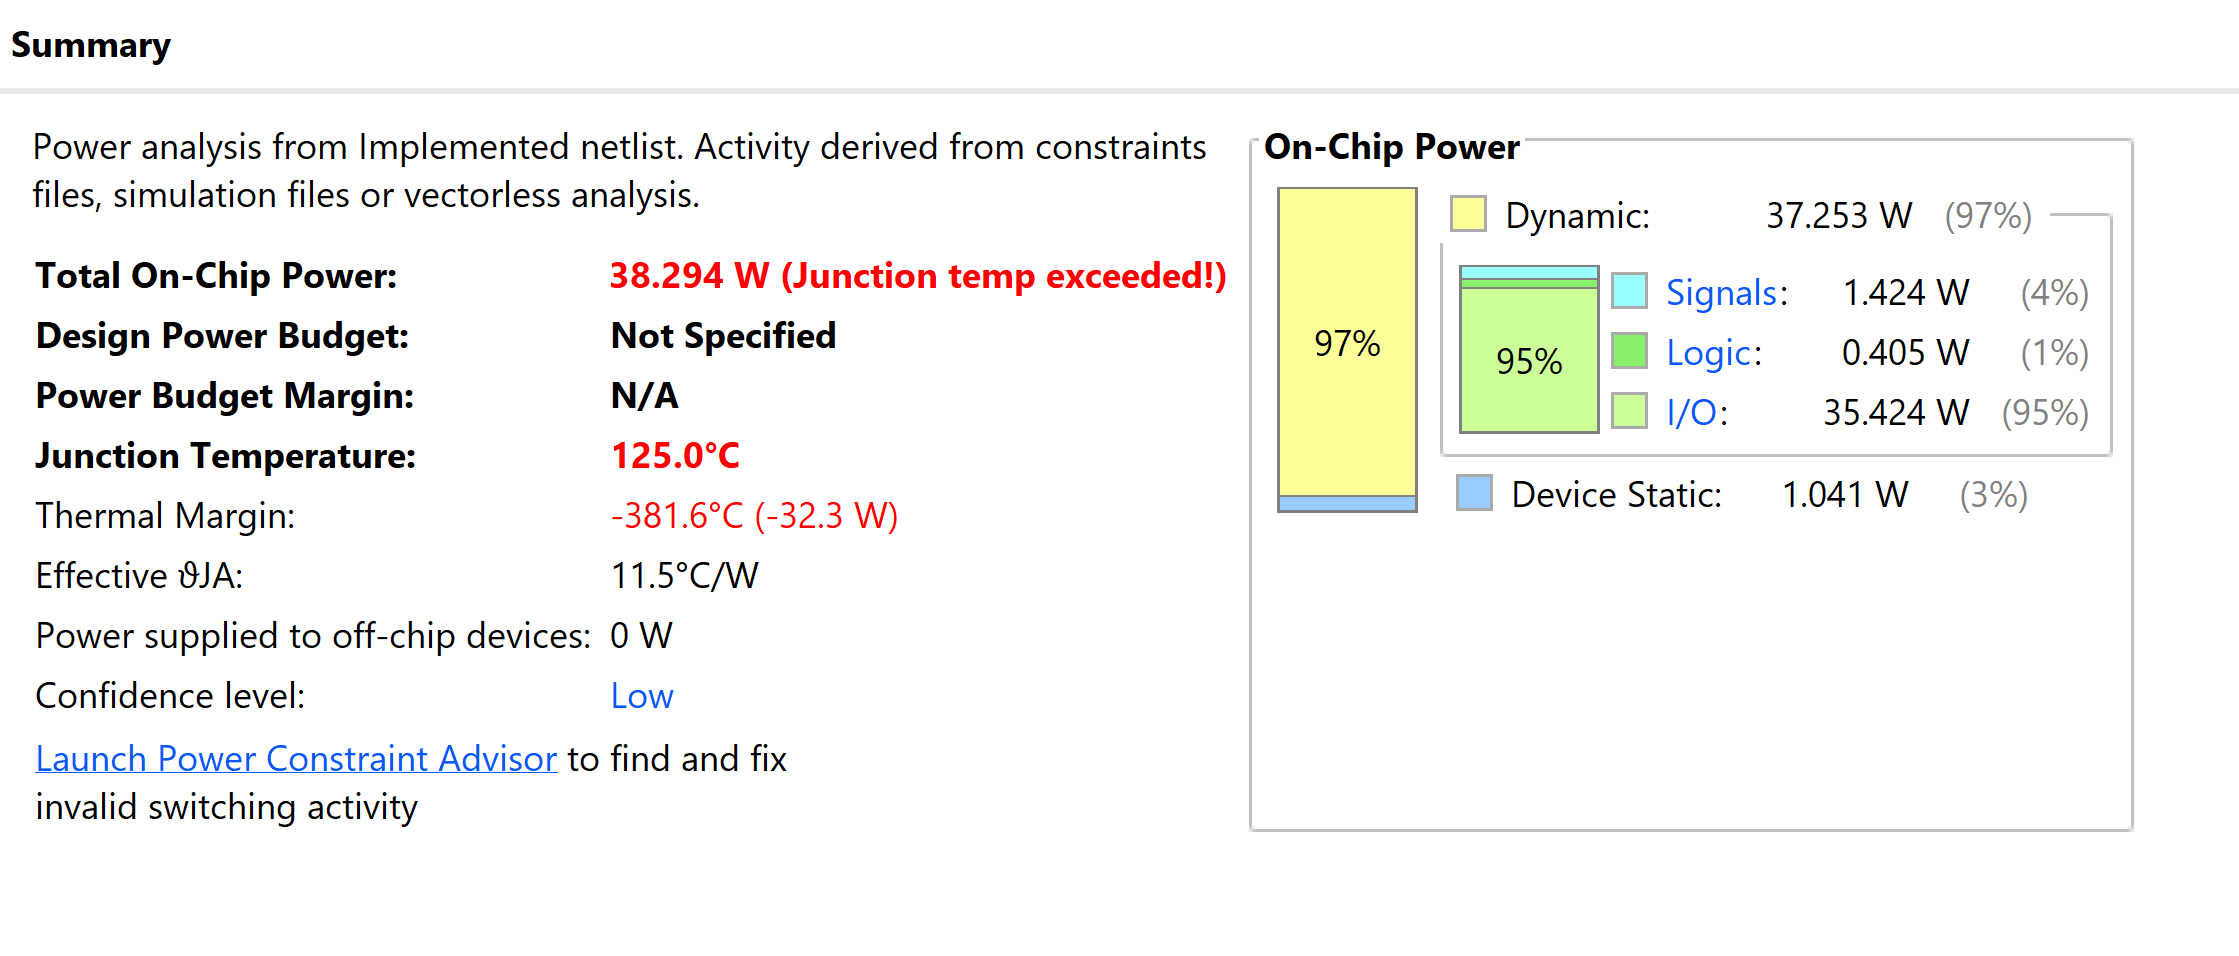 Summary
Power analysis from Implemented netlist. Activity derived from constraints
files, simulation files or vectorless analysis.
Total On-Chip Power: 38.294 W (Junction temp exceeded!)
Design Power Budget: Not Specified
Power Budget Margin: N/A
Junction Temperature: 125.0°C
Thermal Margin: -381.6°C (-32.3 W)
Effective ϑJA: 11.5°C/W
Power supplied to off-chip devices: 0 W
Confidence level: Low
Launch Power Constraint Advisor to find and fix
invalid switching activity
On-Chip Power
97%
Dynamic: 37.253 W (97%)
95%
Signals: 1.424 W (4%)
Logic: 0.405 W (1%)
I/O: 35.424 W (95%)
Device Static: 1.041 W (3%)